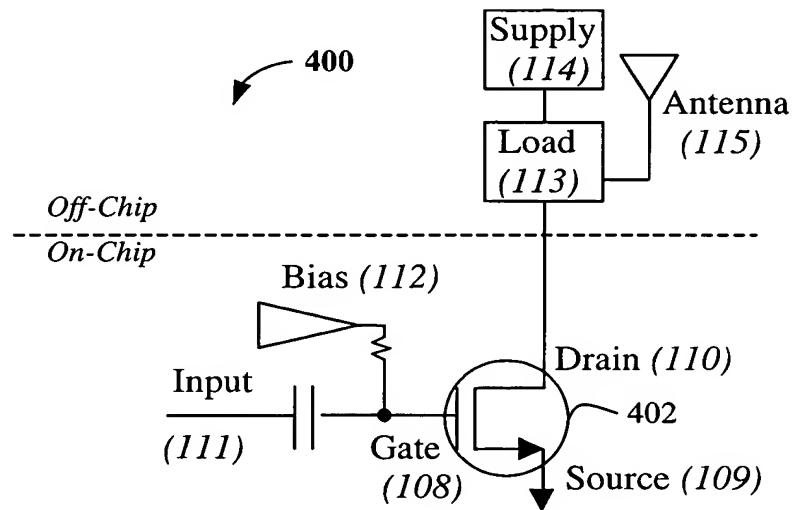 Supply
(114)
400
Antenna
(115)
Load
(113)
Off-Chip
On-Chip
Bias (112)
Drain (110)
Input
(111)
402
Gate
(108)
Source (109)